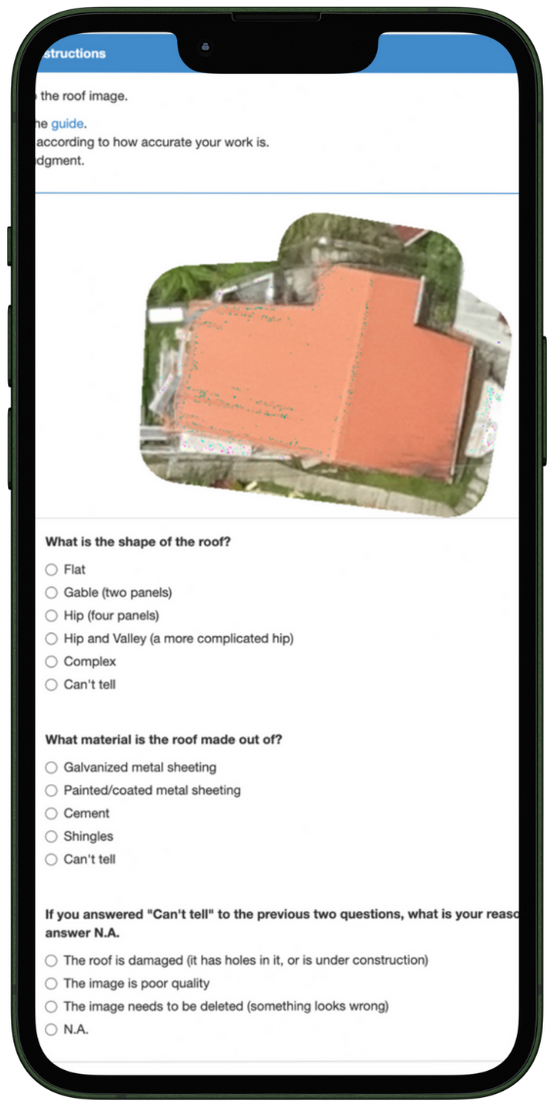 structions
the roof image.
he guide.
according to how accurate your work is.
dgment.
What is the shape of the roof?
Flat
Gable (two panels)
Hip (four panels)
Hip and Valley (a more complicated hip)
Complex
Can't tell
What material is the roof made out of?
Galvanized metal sheeting
Painted/coated metal sheeting
Cement
Shingles
Can't tell
If you answered "Can't tell" to the previous two questions, what is your reaso
answer N.A.
The roof is damaged (it has holes in it, or is under construction)
The image is poor quality
The image needs to be deleted (something looks wrong)
N.A.